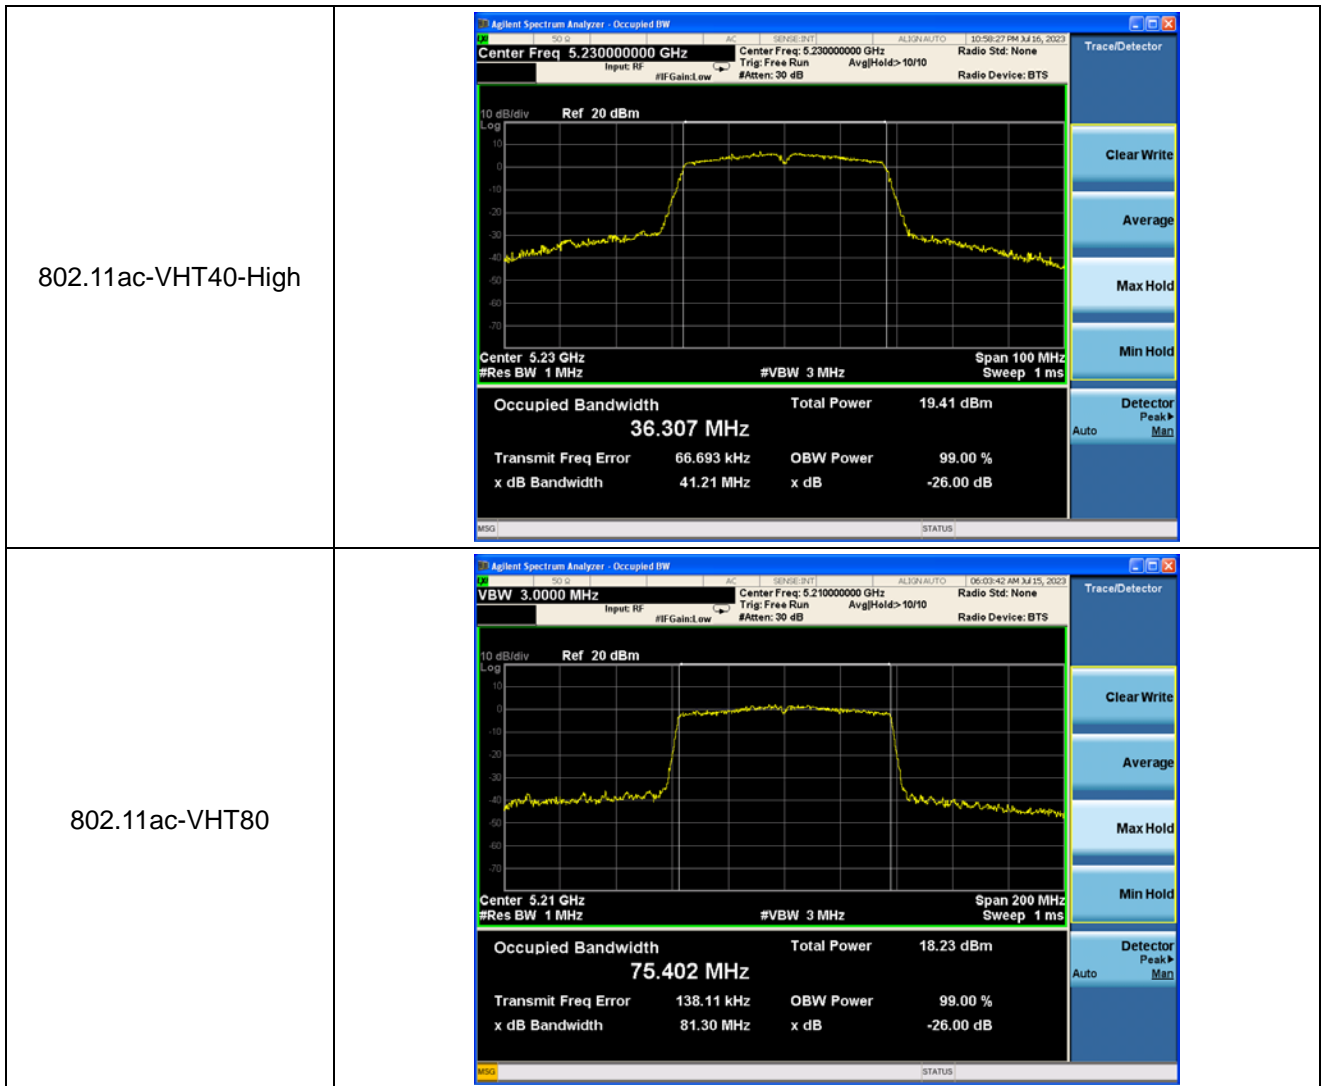 802.11ac-VHT40-High
Agilent Spectrum Analyzer - Occupied BW
50 Ω AC SENSE:INT ALIGN AUTO 10:58:27 PM Jul 16, 2023
Center Freq 5.230000000 GHz
Center Freq: 5.230000000 GHz
Radio Std: None
Input: RF
Trig: Free Run
Avg|Hold:> 10/10
#IFGain:Low
#Atten: 30 dB
Radio Device: BTS
10 dB/div
Ref 20 dBm
Log
10
0
-10
-20
-30
-40
-50
-60
-70
Center 5.23 GHz
Span 100 MHz
#Res BW 1 MHz
#VBW 3 MHz
Sweep 1 ms
Occupied Bandwidth
Total Power 19.41 dBm
36.307 MHz
Transmit Freq Error 66.693 kHz OBW Power 99.00 %
x dB Bandwidth 41.21 MHz x dB -26.00 dB
MSG
STATUS
Trace/Detector
Clear Write
Average
Max Hold
Min Hold
Detector
Peak▶
Auto Man
802.11ac-VHT80
Agilent Spectrum Analyzer - Occupied BW
50 Ω AC SENSE:INT ALIGN AUTO 06:03:42 AM Jul 15, 2023
VBW 3.0000 MHz
Center Freq: 5.210000000 GHz
Radio Std: None
Input: RF
Trig: Free Run
Avg|Hold:> 10/10
#IFGain:Low
#Atten: 30 dB
Radio Device: BTS
10 dB/div
Ref 20 dBm
Log
10
0
-10
-20
-30
-40
-50
-60
-70
Center 5.21 GHz
Span 200 MHz
#Res BW 1 MHz
#VBW 3 MHz
Sweep 1 ms
Occupied Bandwidth
Total Power 18.23 dBm
75.402 MHz
Transmit Freq Error 138.11 kHz OBW Power 99.00 %
x dB Bandwidth 81.30 MHz x dB -26.00 dB
MSG
STATUS
Trace/Detector
Clear Write
Average
Max Hold
Min Hold
Detector
Peak▶
Auto Man